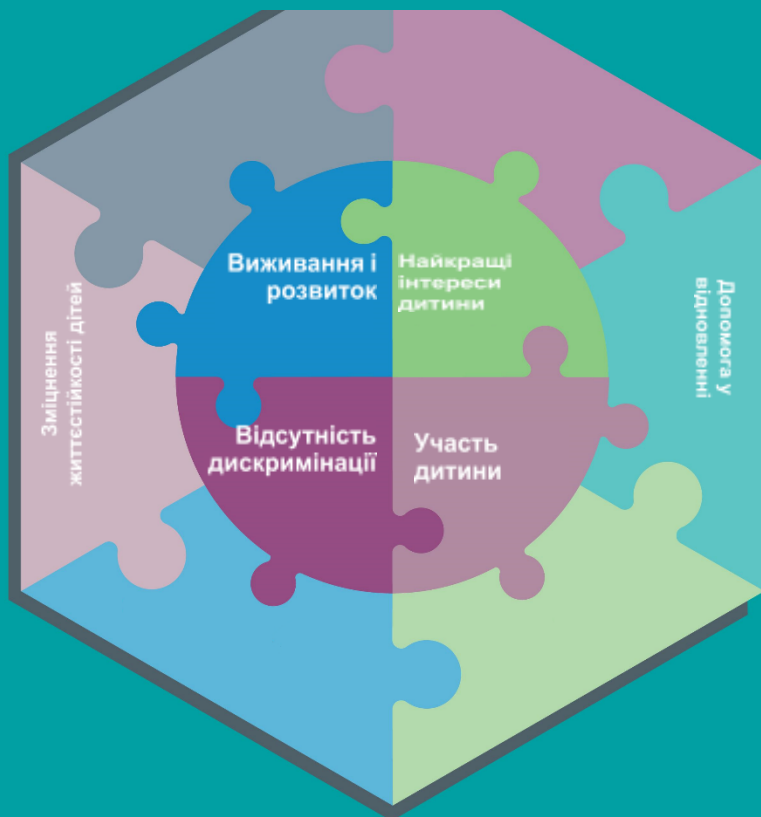 Виживання і
розвиток
Найкращі
інтереси
дитини
Зміцнення
життєстійкості дітей
Допомога у
відновленні
Відсутність
дискримінації
Участь
дитини